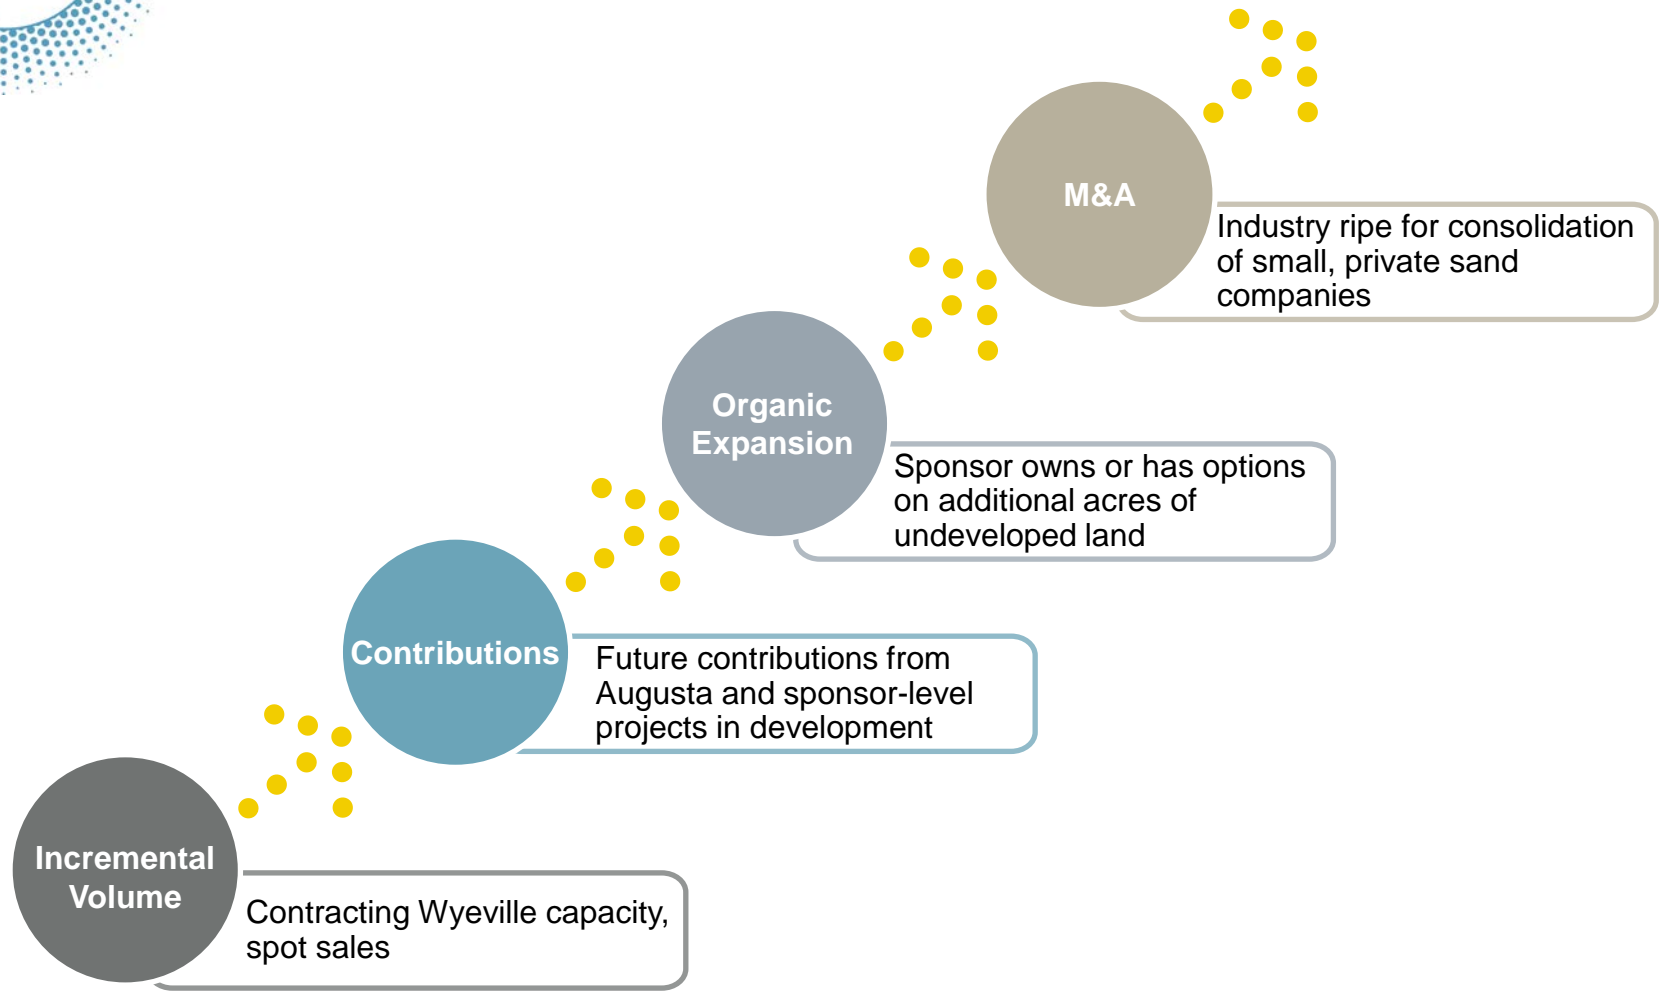 M&A
Industry ripe for consolidation
of small, private sand
companies
Organic
Expansion
Sponsor owns or has options
on additional acres of
undeveloped land
Contributions
Future contributions from
Augusta and sponsor-level
projects in development
Incremental
Volume
Contracting Wyeville capacity,
spot sales